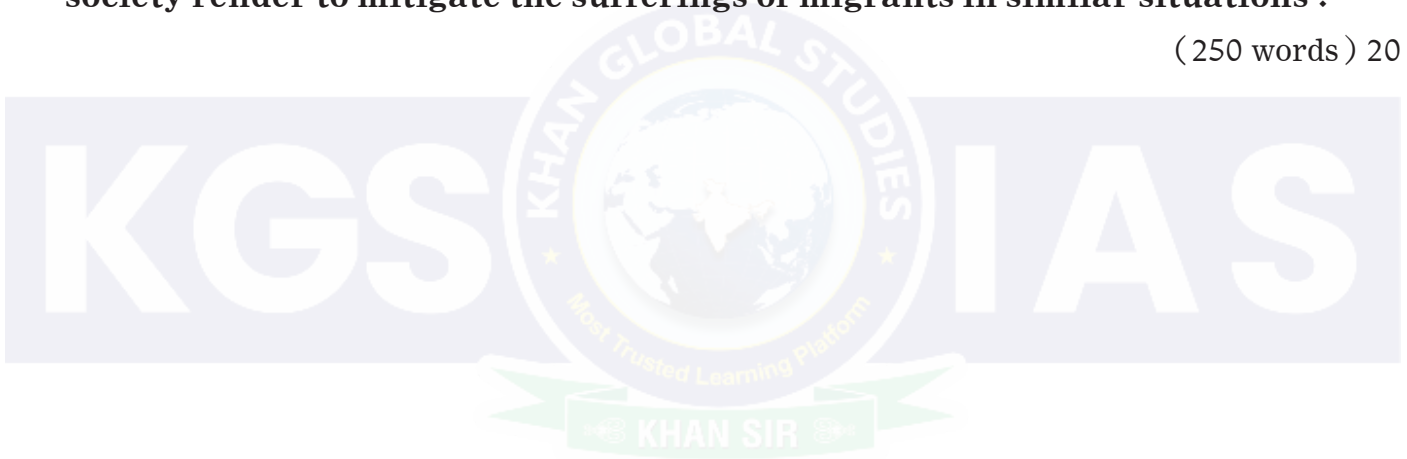 society render to mitigate the sufferings of migrants in similar situations ?
( 250 words ) 20
KHAN GLOBAL STUDIES
KGS IAS
Most Trusted Learning Platform
KHAN SIR